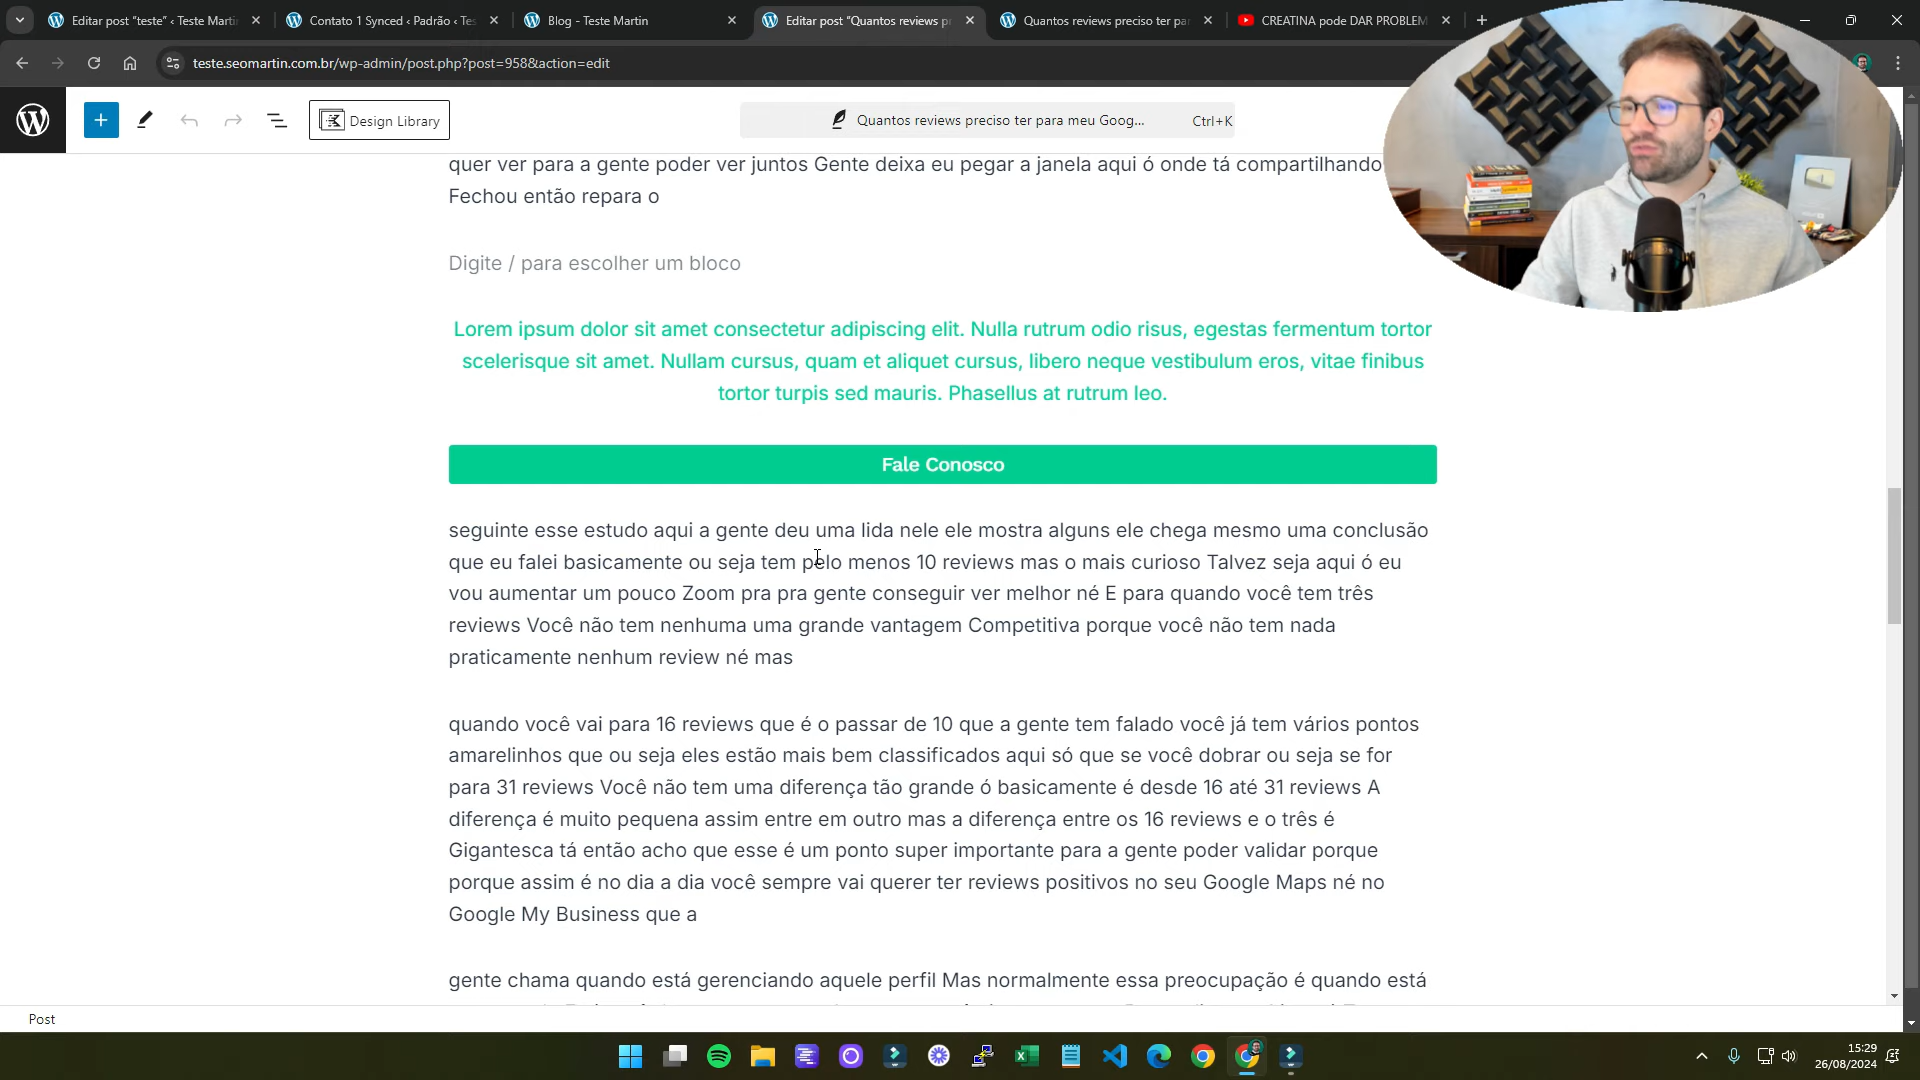 Editar post “teste” ‹ Teste Marti
Contato 1 Synced ‹ Padrão ‹ Tes
Blog - Teste Martin
Editar post “Quantos reviews p
Quantos reviews preciso ter pa
CREATINA pode DAR PROBLEM
teste.seomartin.com.br/wp-admin/post.php?post=958&action=edit
Design Library
Quantos reviews preciso ter para meu Goog...
Ctrl+K
quer ver para a gente poder ver juntos Gente deixa eu pegar a janela aqui ó onde tá compartilhando
Fechou então repara o
Digite / para escolher um bloco
Lorem ipsum dolor sit amet consectetur adipiscing elit. Nulla rutrum odio risus, egestas fermentum tortor
scelerisque sit amet. Nullam cursus, quam et aliquet cursus, libero neque vestibulum eros, vitae finibus
tortor turpis sed mauris. Phasellus at rutrum leo.
Fale Conosco
seguinte esse estudo aqui a gente deu uma lida nele ele mostra alguns ele chega mesmo uma conclusão
que eu falei basicamente ou seja tem pelo menos 10 reviews mas o mais curioso Talvez seja aqui ó eu
vou aumentar um pouco Zoom pra pra gente conseguir ver melhor né E para quando você tem três
reviews Você não tem nenhuma uma grande vantagem Competitiva porque você não tem nada
praticamente nenhum review né mas
quando você vai para 16 reviews que é o passar de 10 que a gente tem falado você já tem vários pontos
amarelinhos que ou seja eles estão mais bem classificados aqui só que se você dobrar ou seja se for
para 31 reviews Você não tem uma diferença tão grande ó basicamente é desde 16 até 31 reviews A
diferença é muito pequena assim entre em outro mas a diferença entre os 16 reviews e o três é
Gigantesca tá então acho que esse é um ponto super importante para a gente poder validar porque
porque assim é no dia a dia você sempre vai querer ter reviews positivos no seu Google Maps né no
Google My Business que a
gente chama quando está gerenciando aquele perfil Mas normalmente essa preocupação é quando está
Post
15:29
26/08/2024